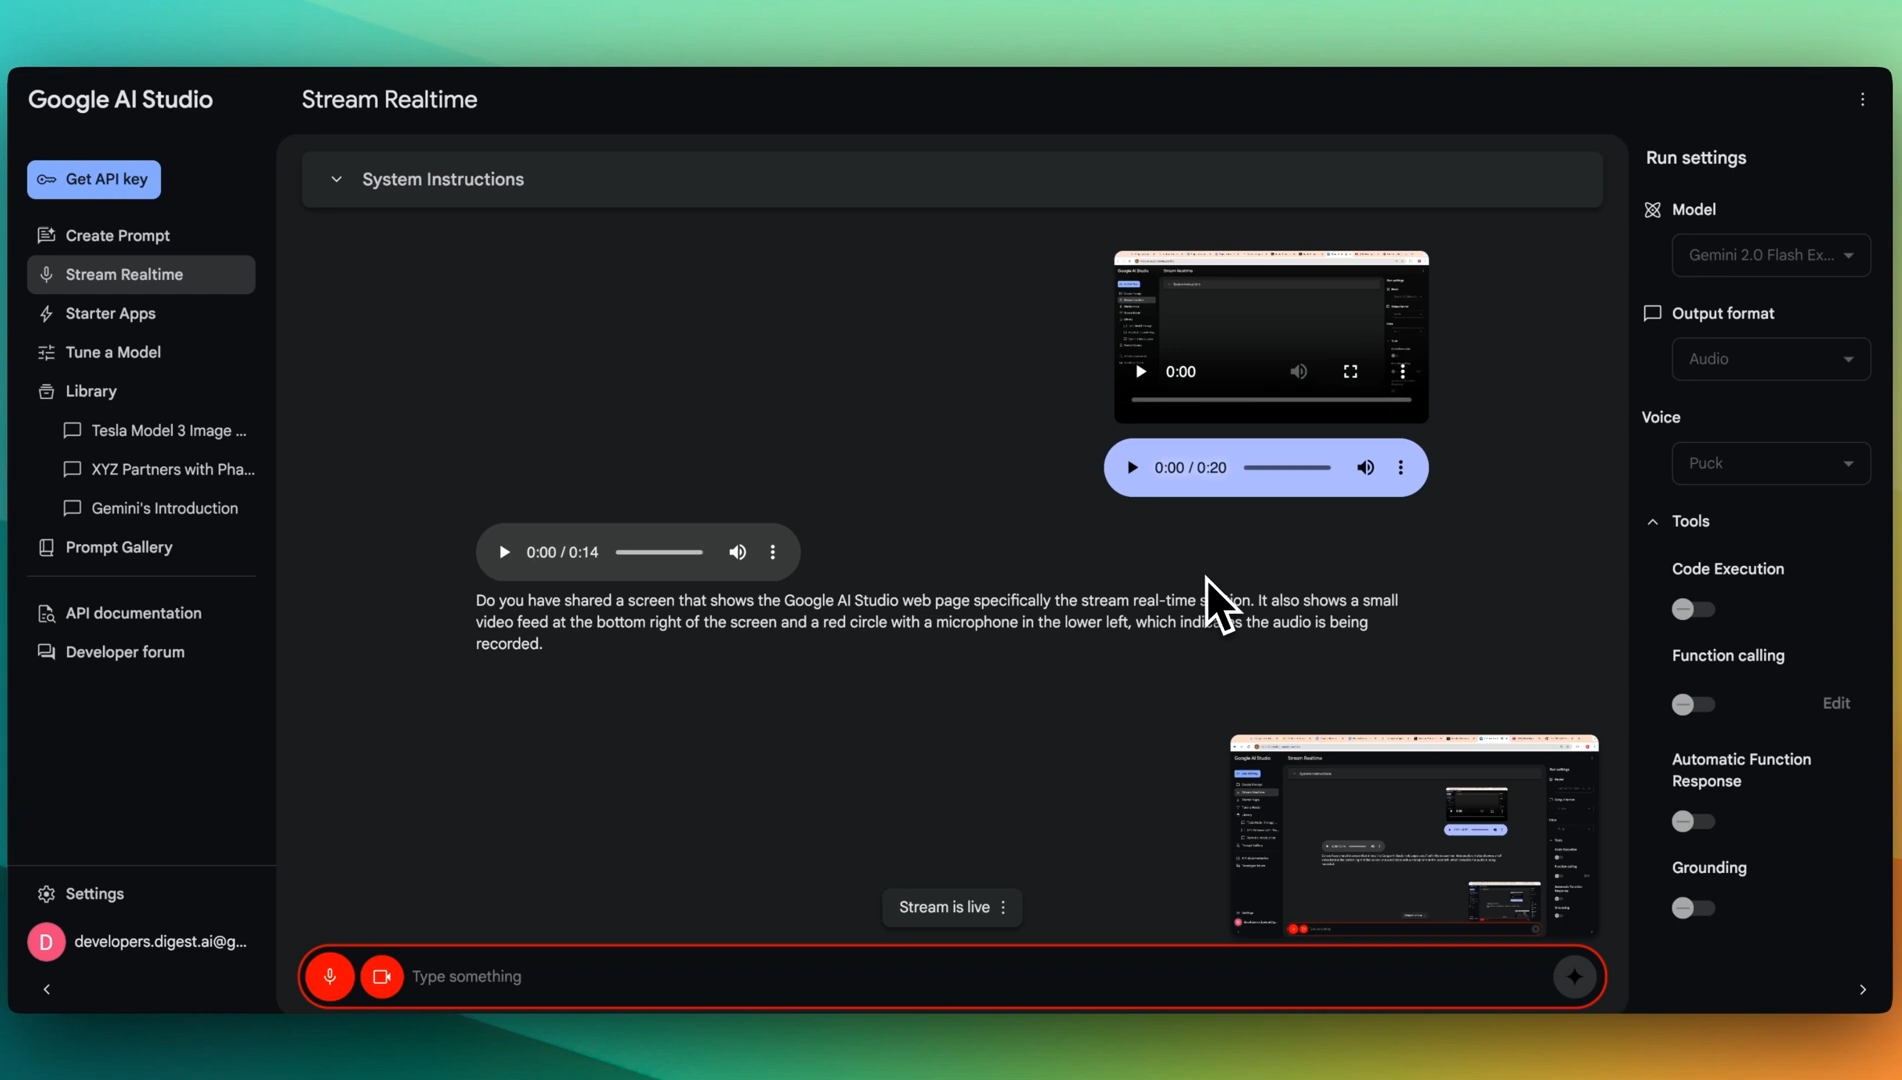 Google AI Studio
Stream Realtime
Get API key
Create Prompt
Stream Realtime
Starter Apps
Tune a Model
Library
Tesla Model 3 Image ...
XYZ Partners with Pha...
Gemini's Introduction
Prompt Gallery
API documentation
Developer forum
Settings
D
developers.digest.ai@g...
System Instructions
0:00
0:00 / 0:20
0:00 / 0:14
Do you have shared a screen that shows the Google AI Studio web page specifically the stream real-time It also shows a small
video feed at the bottom right of the screen and a red circle with a microphone in the lower left, which the audio is being
recorded.
Stream is live
Type something
Run settings
Model
Gemini 2.0 Flash Ex...
Output format
Audio
Voice
Puck
Tools
Code Execution
Function calling
Edit
Automatic Function
Response
Grounding